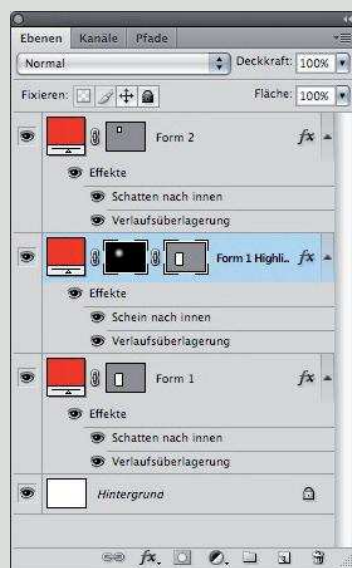 Ebenen Kanäle Pfade
Normal Deckkraft: 100%
Fixieren: Fläche: 100%
Form 2 fx
Effekte
Schatten nach innen
Verlaufsüberlagerung
Form 1 Highli... fx
Effekte
Schein nach innen
Verlaufsüberlagerung
Form 1 fx
Effekte
Schatten nach innen
Verlaufsüberlagerung
Hintergrund
fx.